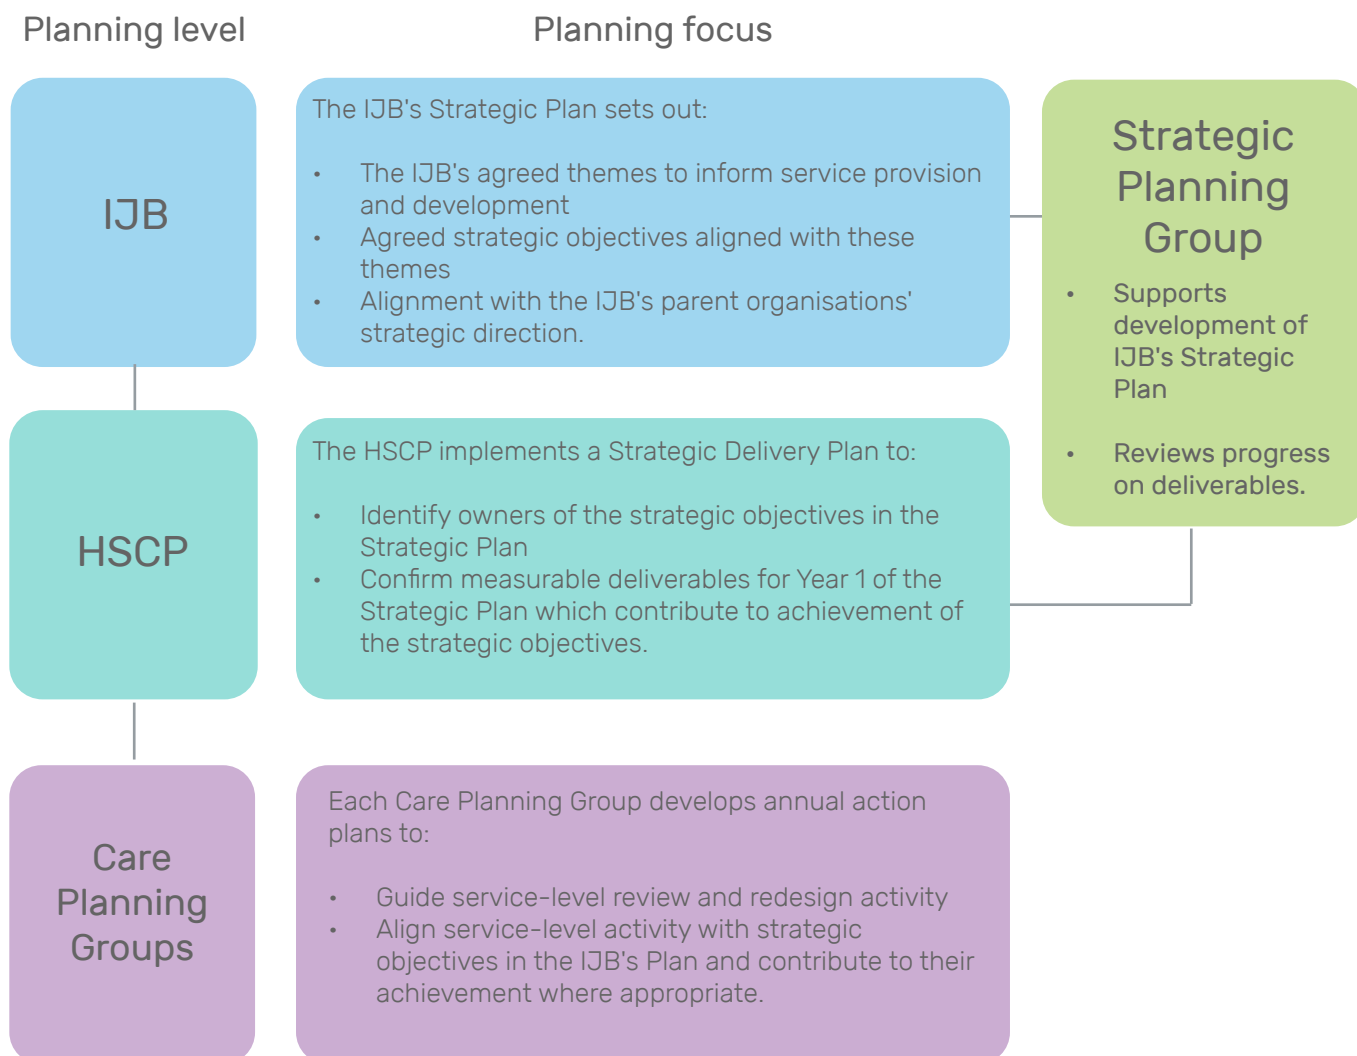 Planning level
Planning focus
IJB
The IJB's Strategic Plan sets out:
• The IJB's agreed themes to inform service provision
and development
• Agreed strategic objectives aligned with these
themes
• Alignment with the IJB's parent organisations'
strategic direction.
Strategic
Planning
Group
• Supports
development of
IJB's Strategic
Plan
• Reviews progress
on deliverables.
HSCP
The HSCP implements a Strategic Delivery Plan to:
• Identify owners of the strategic objectives in the
Strategic Plan
• Confirm measurable deliverables for Year 1 of the
Strategic Plan which contribute to achievement of
the strategic objectives.
Care
Planning
Groups
Each Care Planning Group develops annual action
plans to:
• Guide service-level review and redesign activity
• Align service-level activity with strategic
objectives in the IJB's Plan and contribute to their
achievement where appropriate.